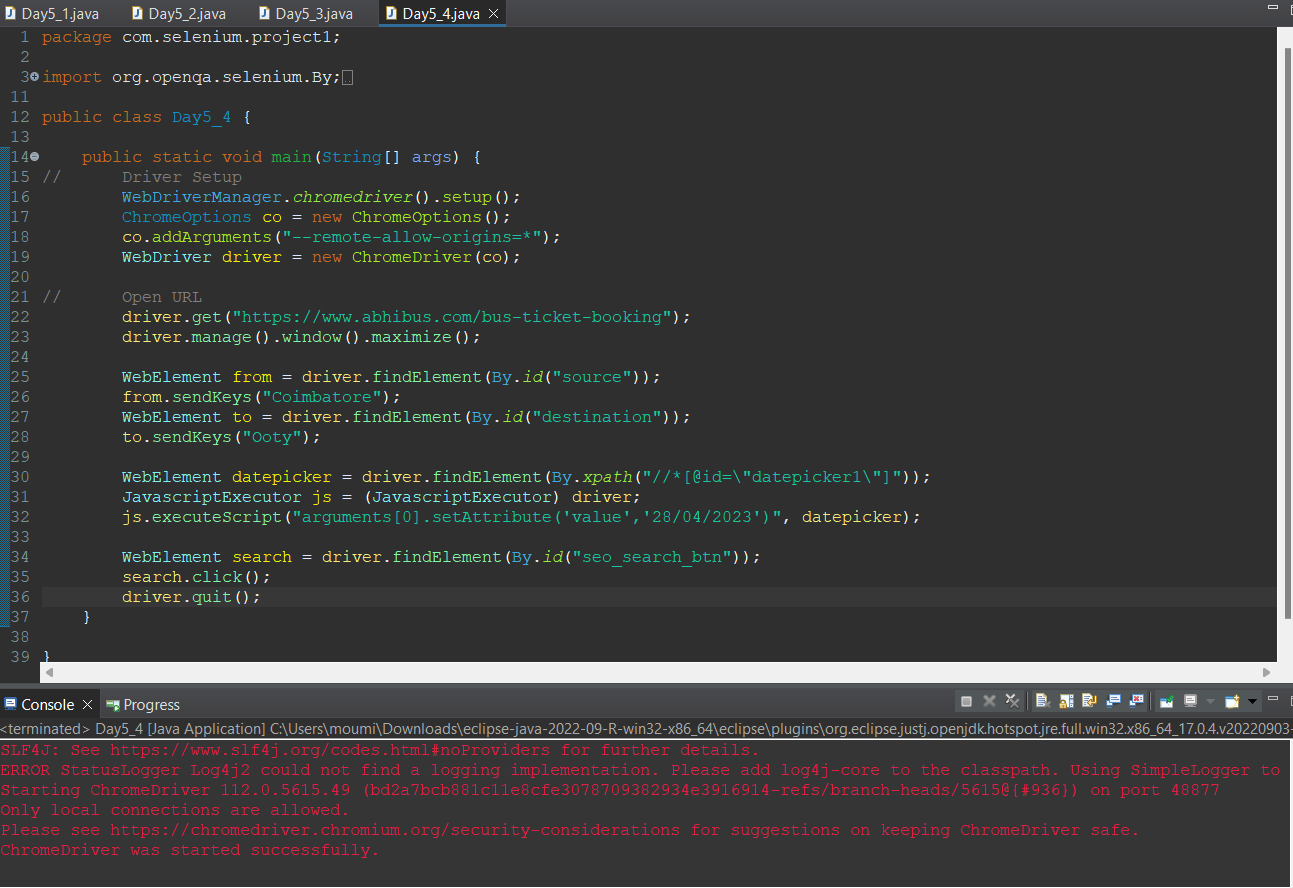 Day5_1.java Day5_2.java Day5_3.java Day5_4.java
1 package com.selenium.project1;
2
3 import org.openqa.selenium.By;
11
12 public class Day5_4 {
13
14 public static void main(String[] args) {
15 // Driver Setup
16 WebDriverManager.chromedriver().setup();
17 ChromeOptions co = new ChromeOptions();
18 co.addArguments("--remote-allow-origins=*");
19 WebDriver driver = new ChromeDriver(co);
20
21 // Open URL
22 driver.get("https://www.abhibus.com/bus-ticket-booking");
23 driver.manage().window().maximize();
24
25 WebElement from = driver.findElement(By.id("source"));
26 from.sendKeys("Coimbatore");
27 WebElement to = driver.findElement(By.id("destination"));
28 to.sendKeys("Ooty");
29
30 WebElement datepicker = driver.findElement(By.xpath("//*[@id=\"datepicker1\"]"));
31 JavascriptExecutor js = (JavascriptExecutor) driver;
32 js.executeScript("arguments[0].setAttribute('value','28/04/2023')", datepicker);
33
34 WebElement search = driver.findElement(By.id("seo_search_btn"));
35 search.click();
36 driver.quit();
37 }
38
39 }
Console Progress
<terminated> Day5_4 [Java Application] C:\Users\moumi\Downloads\eclipse-java-2022-09-R-win32-x86_64\eclipse\plugins\org.eclipse.justj.openjdk.hotspot.jre.full.win32.x86_64_17.0.4.v20220903-
SLF4J: See https://www.slf4j.org/codes.html#noProviders for further details.
ERROR StatusLogger Log4j2 could not find a logging implementation. Please add log4j-core to the classpath. Using SimpleLogger to
Starting ChromeDriver 112.0.5615.49 (bd2a7bcb881c11e8cfe3078709382934e3916914-refs/branch-heads/5615@{#936}) on port 48877
Only local connections are allowed.
Please see https://chromedriver.chromium.org/security-considerations for suggestions on keeping ChromeDriver safe.
ChromeDriver was started successfully.